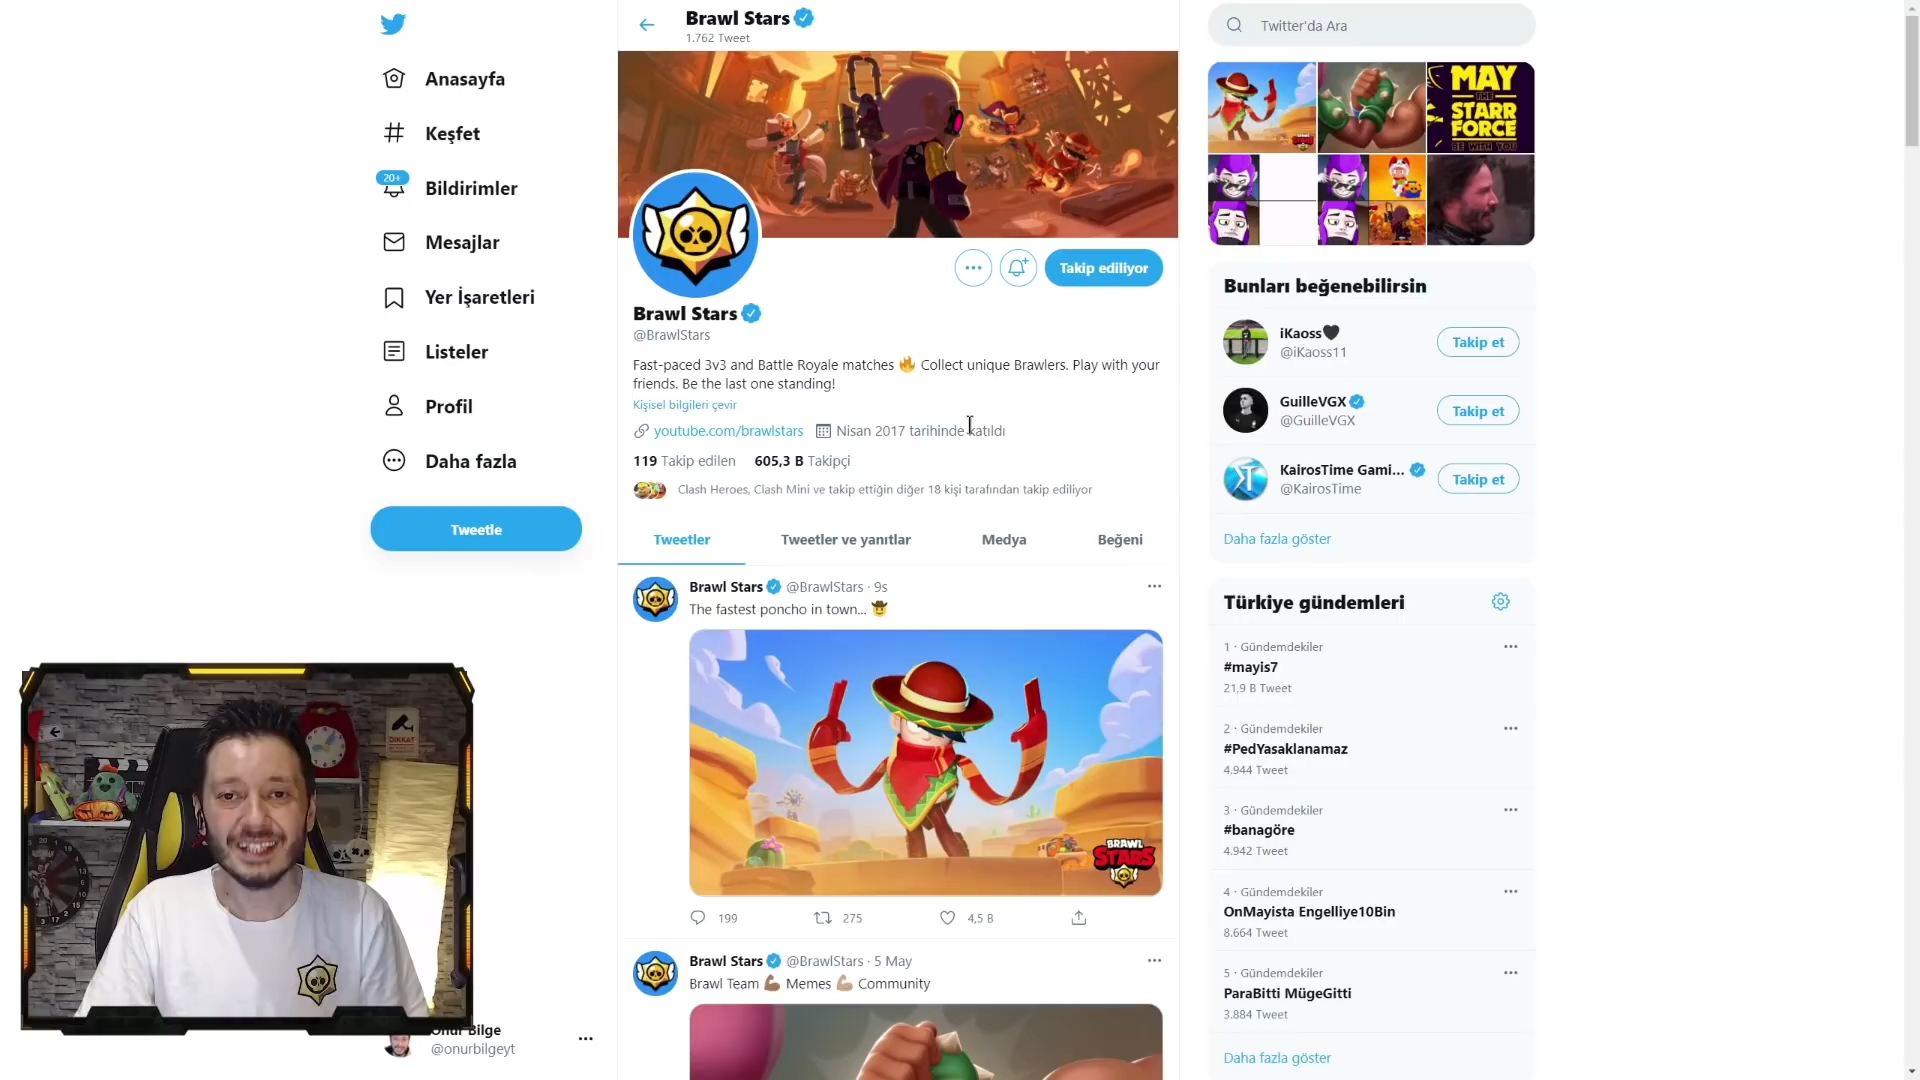 Anasayfa
Keşfet
20+
Bildirimler
Mesajlar
Yer İşaretleri
Listeler
Profil
Daha fazla
Tweetle
DİKKAT
Onur Bilge
@onurbilgeyt
Brawl Stars
1.762 Tweet
Takip ediliyor
Brawl Stars
@BrawlStars
Fast-paced 3v3 and Battle Royale matches 🔥 Collect unique Brawlers. Play with your
friends. Be the last one standing!
Kişisel bilgileri çevir
youtube.com/brawlstars Nisan 2017 tarihinde katıldı
119 Takip edilen 605,3 B Takipçi
Clash Heroes, Clash Mini ve takip ettiğin diğer 18 kişi tarafından takip ediliyor
Tweetler Tweetler ve yanıtlar Medya Beğeni
Brawl Stars @BrawlStars · 9s
The fastest poncho in town... 🤠
BRAWL
STARS
199 275 4,5 B
Brawl Stars @BrawlStars · 5 May
Brawl Team 💪🏾 Memes 💪🏼 Community
Twitter'da Ara
MAY
THE
STARR
FORCE
BE WITH YOU
Bunları beğenebilirsin
iKaoss🖤
@iKaoss11
Takip et
GuilleVGX
@GuilleVGX
Takip et
KairosTime Gami...
@KairosTime
Takip et
Daha fazla göster
Türkiye gündemleri
1 · Gündemdekiler
#mayis7
21,9 B Tweet
2 · Gündemdekiler
#PedYasaklanamaz
4.944 Tweet
3 · Gündemdekiler
#banagöre
4.942 Tweet
4 · Gündemdekiler
OnMayista Engelliye10Bin
8.664 Tweet
5 · Gündemdekiler
ParaBitti MügeGitti
3.884 Tweet
Daha fazla göster